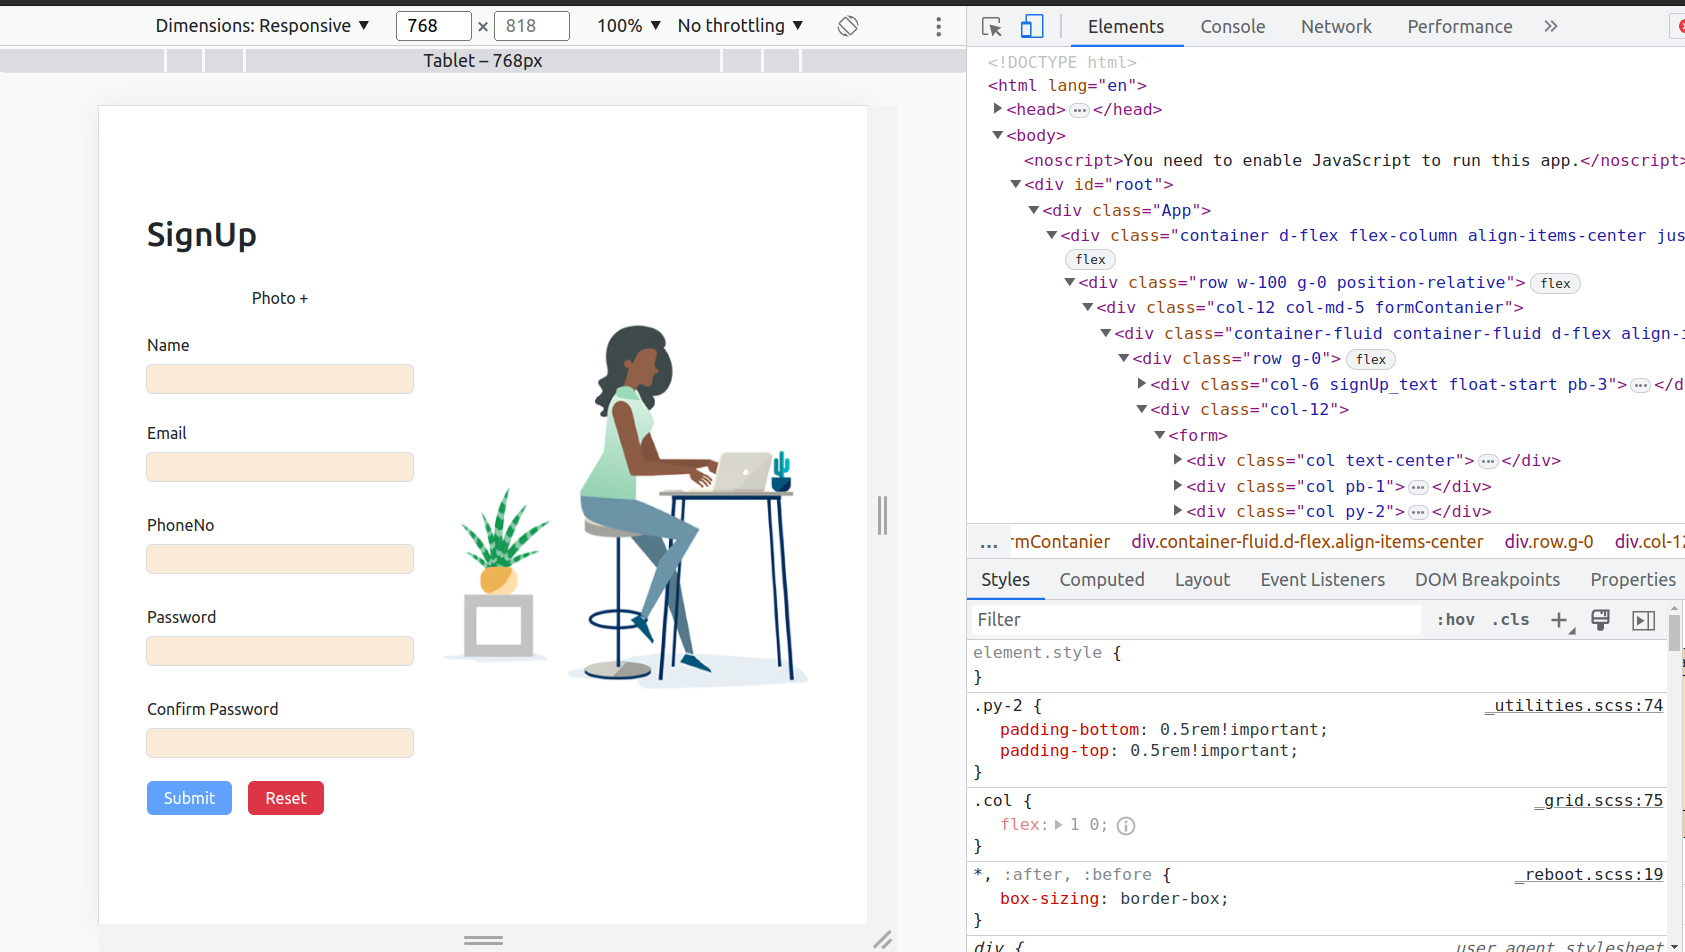 Dimensions: Responsive ▼ 768 × 818 100% ▼ No throttling ▼
Tablet – 768px
SignUp
Photo +
Name
Email
PhoneNo
Password
Confirm Password
Submit Reset
Elements Console Network Performance »
<!DOCTYPE html>
<html lang="en">
▶<head>…</head>
▼<body>
<noscript>You need to enable JavaScript to run this app.</noscript>
▼<div id="root">
▼<div class="App">
▼<div class="container d-flex flex-column align-items-center jus
flex
▼<div class="row w-100 g-0 position-relative"> flex
▼<div class="col-12 col-md-5 formContanier">
▼<div class="container-fluid container-fluid d-flex align-i
▼<div class="row g-0"> flex
▶<div class="col-6 signUp_text float-start pb-3">…</d
▼<div class="col-12">
▼<form>
▶<div class="col text-center">…</div>
▶<div class="col pb-1">…</div>
▶<div class="col py-2">…</div>
… rmContanier div.container-fluid.d-flex.align-items-center div.row.g-0 div.col-12
Styles Computed Layout Event Listeners DOM Breakpoints Properties
Filter :hov .cls +
element.style {
}
.py-2 { _utilities.scss:74
padding-bottom: 0.5rem!important;
padding-top: 0.5rem!important;
}
.col { _grid.scss:75
flex:▶ 1 0;
}
*, :after, :before { _reboot.scss:19
box-sizing: border-box;
}
div { user agent stylesheet